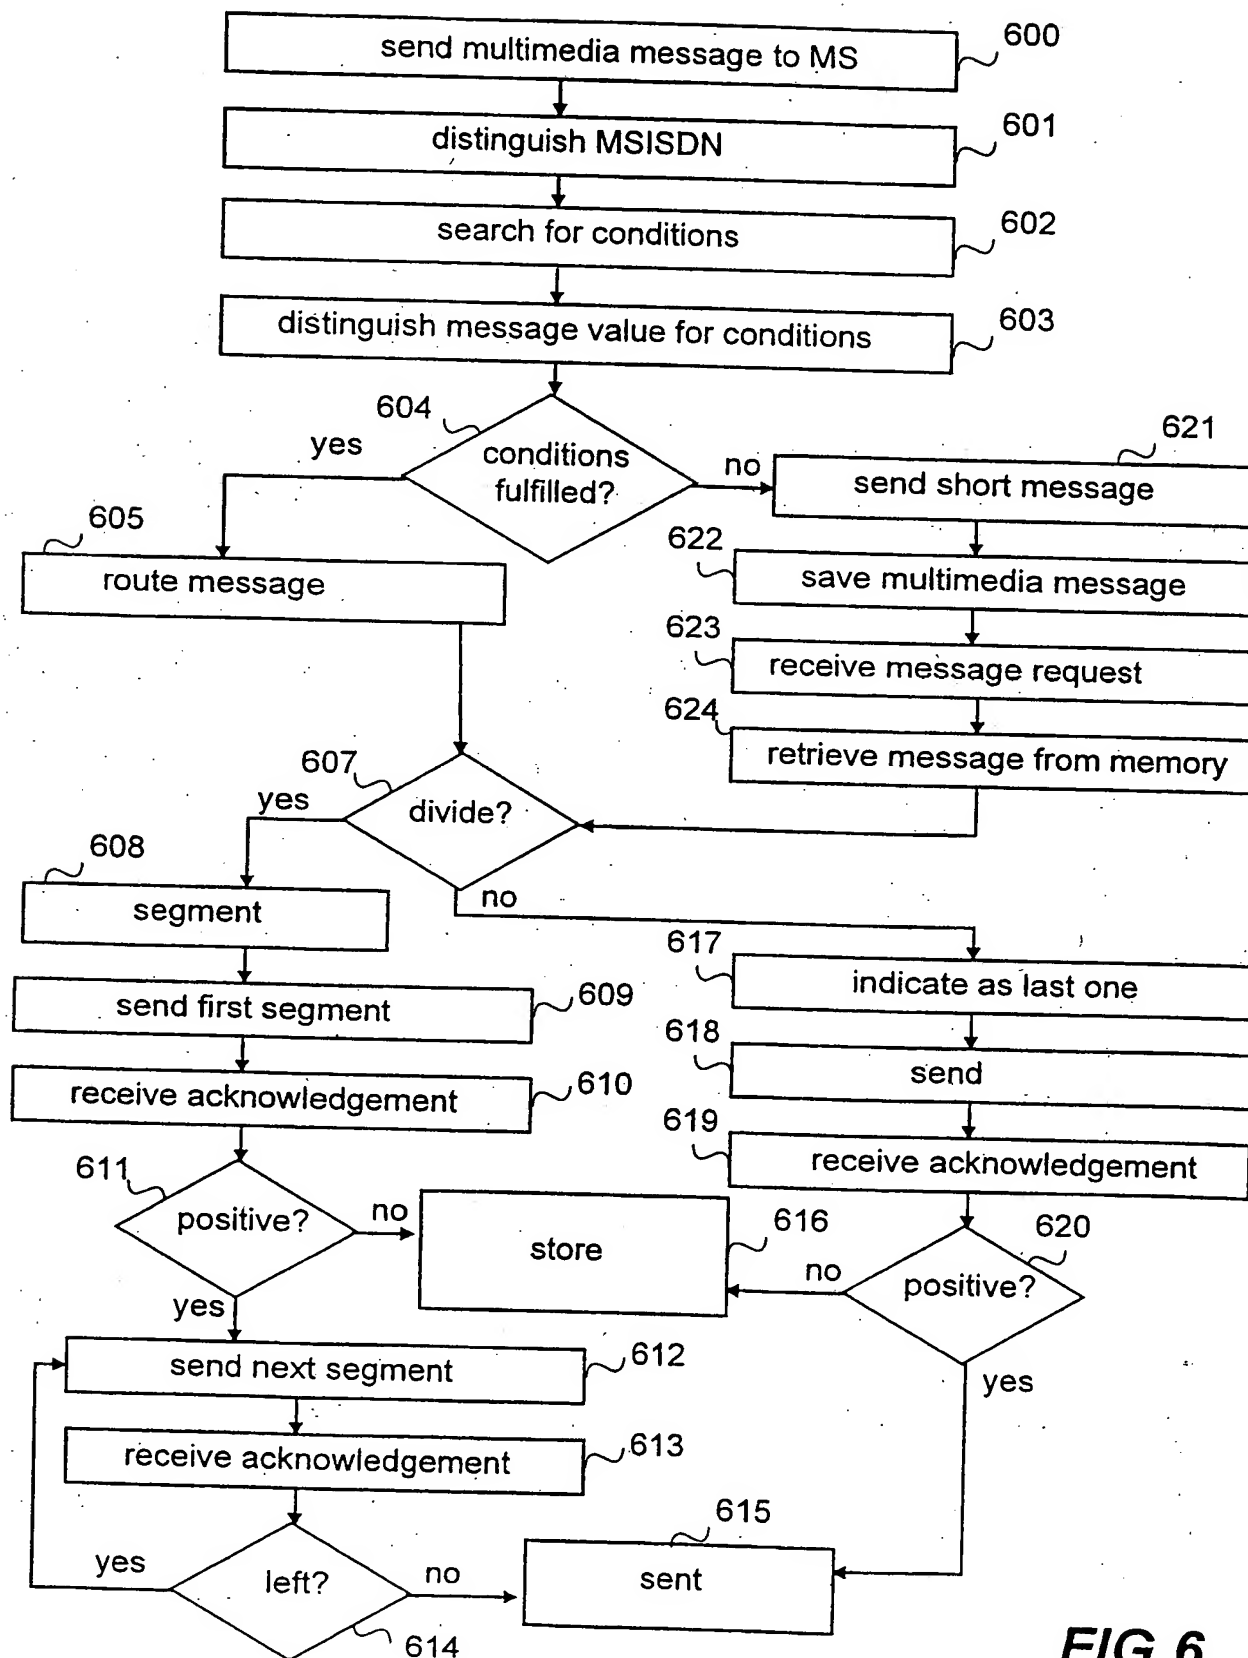 send multimedia message to MS
600
distinguish MSISDN
601
search for conditions
602
distinguish message value for conditions
603
604
conditions
fulfilled?
yes
no
621
send short message
605
route message
622
save multimedia message
623
receive message request
624
retrieve message from memory
607
divide?
yes
no
608
segment
609
send first segment
610
receive acknowledgement
617
indicate as last one
618
send
619
receive acknowledgement
611
positive?
no
yes
616
store
620
positive?
no
yes
612
send next segment
613
receive acknowledgement
614
left?
yes
no
615
sent
FIG 6